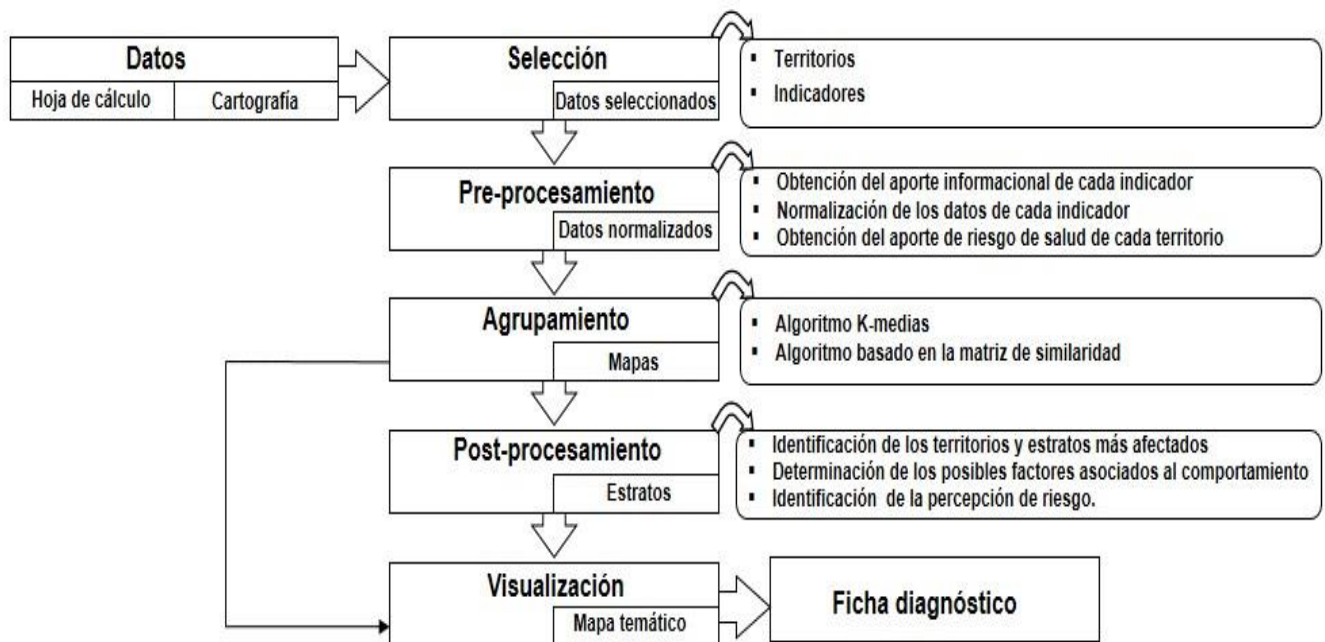 Datos
Hoja de cálculo
Cartografía
Selección
Datos seleccionados
▪ Territorios
▪ Indicadores
Pre-procesamiento
Datos normalizados
▪ Obtención del aporte informacional de cada indicador
▪ Normalización de los datos de cada indicador
▪ Obtención del aporte de riesgo de salud de cada territorio
Agrupamiento
Mapas
▪ Algoritmo K-medias
▪ Algoritmo basado en la matriz de similaridad
Post-procesamiento
Estratos
▪ Identificación de los territorios y estratos más afectados
▪ Determinación de los posibles factores asociados al comportamiento
▪ Identificación de la percepción de riesgo.
Visualización
Mapa temático
Ficha diagnóstico